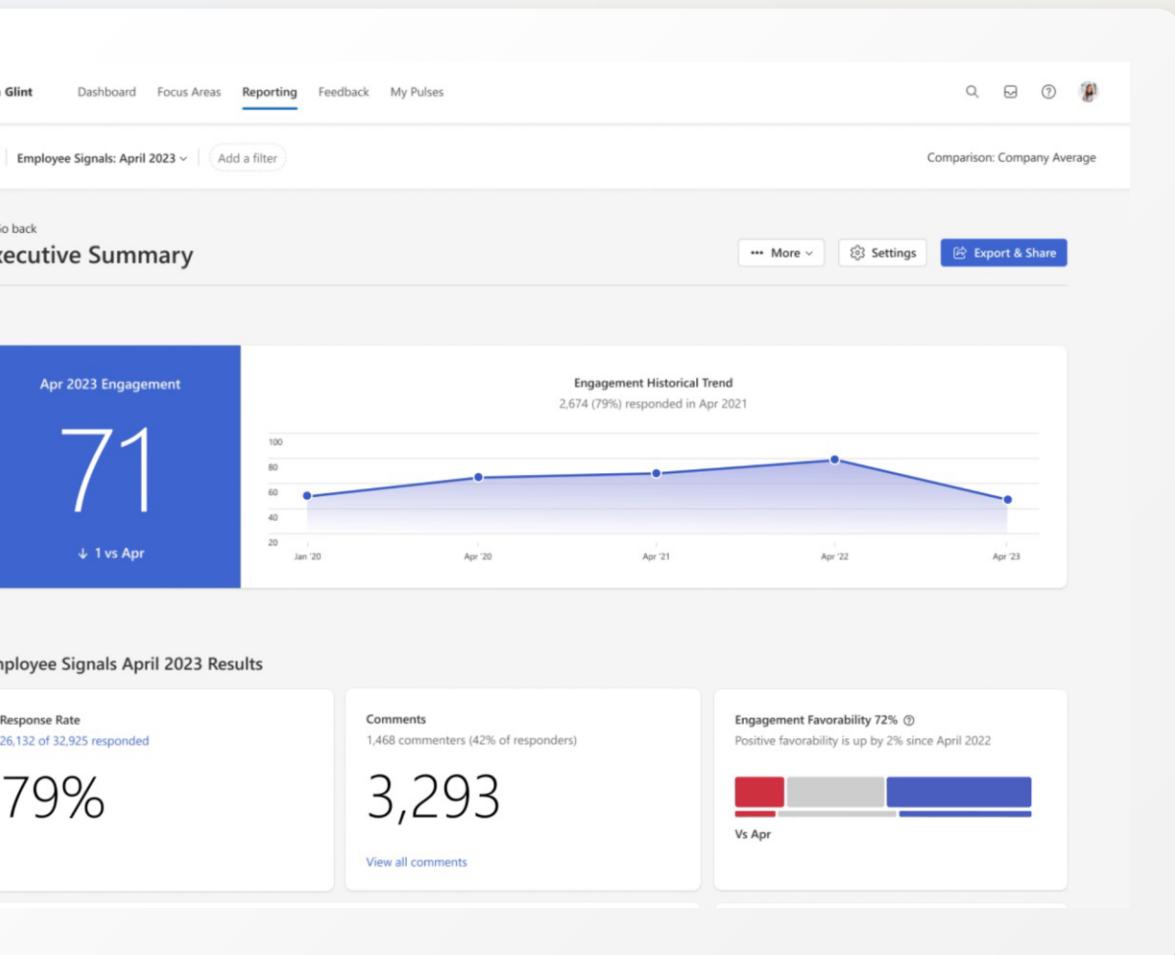 Glint
Dashboard Focus Areas Reporting Feedback My Pulses
Employee Signals: April 2023
Add a filter
Comparison: Company Average
Go back
xecutive Summary
More
Settings
Export & Share
Apr 2023 Engagement
71
↓ 1 vs Apr
Engagement Historical Trend
2,674 (79%) responded in Apr 2021
100
80
60
40
20
Jan '20 Apr '20 Apr '21 Apr '22 Apr '23
mployee Signals April 2023 Results
Response Rate
26,132 of 32,925 responded
79%
Comments
1,468 commenters (42% of responders)
3,293
View all comments
Engagement Favorability 72%
Positive favorability is up by 2% since April 2022
Vs Apr